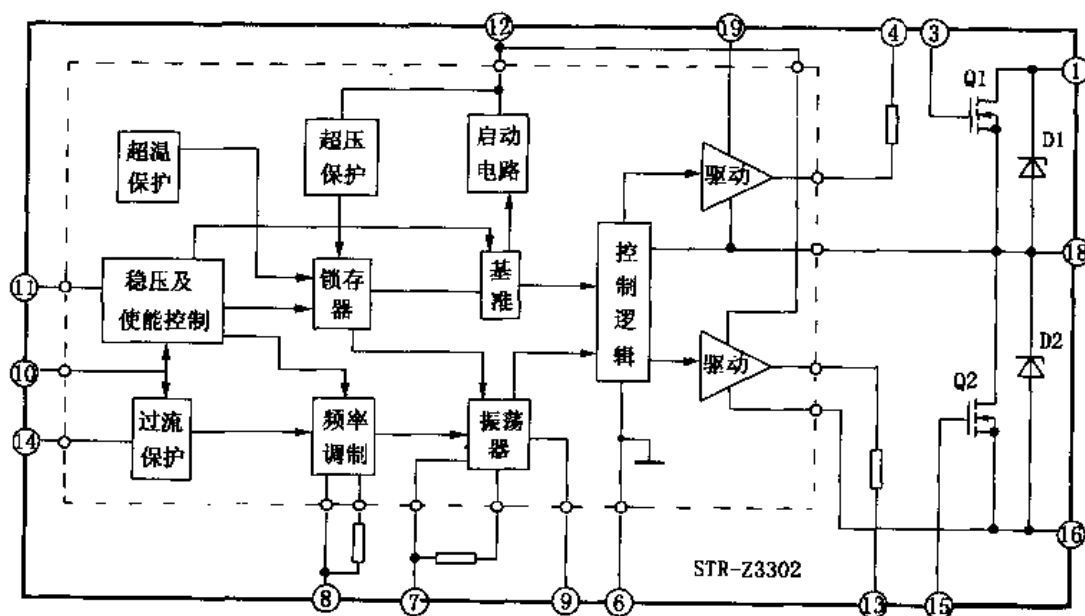 ⑫
⑲
④
③
①
Q1
D1
超温
保护
超压
保护
启动
电路
驱动
⑱
控制逻辑
基准
⑪
稳压及
使能控制
锁存
器
⑩
驱动
D2
Q2
⑭
过流
保护
频率
调制
振荡
器
⑯
STR-Z3302
⑧
⑦
⑨
⑥
⑬
⑮